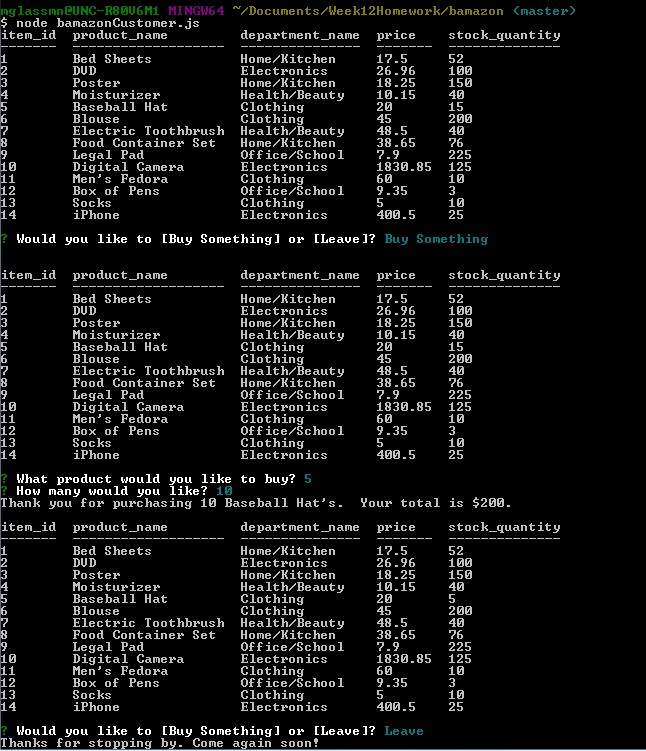 mglassmn@UNC-R80V6M1 MINGW64 ~/Documents/Week12Homework/bamazon (master)
$ node bamazonCustomer.js
item_id  product_name         department_name  price    stock_quantity
-------  -------------------  ---------------  -------  --------------
1        Bed Sheets           Home/Kitchen     17.5     52
2        DVD                  Electronics      26.96    100
3        Poster               Home/Kitchen     18.25    150
4        Moisturizer          Health/Beauty    10.15    40
5        Baseball Hat         Clothing         20       15
6        Blouse               Clothing         45       200
7        Electric Toothbrush  Health/Beauty    48.5     40
8        Food Container Set   Home/Kitchen     38.65    76
9        Legal Pad            Office/School    7.9      225
10       Digital Camera       Electronics      1830.85  125
11       Men's Fedora         Clothing         60       10
12       Box of Pens          Office/School    9.35     3
13       Socks                Clothing         5        10
14       iPhone               Electronics      400.5    25
? Would you like to [Buy Something] or [Leave]? Buy Something
item_id  product_name         department_name  price    stock_quantity
-------  -------------------  ---------------  -------  --------------
1        Bed Sheets           Home/Kitchen     17.5     52
2        DVD                  Electronics      26.96    100
3        Poster               Home/Kitchen     18.25    150
4        Moisturizer          Health/Beauty    10.15    40
5        Baseball Hat         Clothing         20       15
6        Blouse               Clothing         45       200
7        Electric Toothbrush  Health/Beauty    48.5     40
8        Food Container Set   Home/Kitchen     38.65    76
9        Legal Pad            Office/School    7.9      225
10       Digital Camera       Electronics      1830.85  125
11       Men's Fedora         Clothing         60       10
12       Box of Pens          Office/School    9.35     3
13       Socks                Clothing         5        10
14       iPhone               Electronics      400.5    25
? What product would you like to buy? 5
? How many would you like? 10
Thank you for purchasing 10 Baseball Hat's.  Your total is $200.
item_id  product_name         department_name  price    stock_quantity
-------  -------------------  ---------------  -------  --------------
1        Bed Sheets           Home/Kitchen     17.5     52
2        DVD                  Electronics      26.96    100
3        Poster               Home/Kitchen     18.25    150
4        Moisturizer          Health/Beauty    10.15    40
5        Baseball Hat         Clothing         20       5
6        Blouse               Clothing         45       200
7        Electric Toothbrush  Health/Beauty    48.5     40
8        Food Container Set   Home/Kitchen     38.65    76
9        Legal Pad            Office/School    7.9      225
10       Digital Camera       Electronics      1830.85  125
11       Men's Fedora         Clothing         60       10
12       Box of Pens          Office/School    9.35     3
13       Socks                Clothing         5        10
14       iPhone               Electronics      400.5    25
? Would you like to [Buy Something] or [Leave]? Leave
Thanks for stopping by. Come again soon!